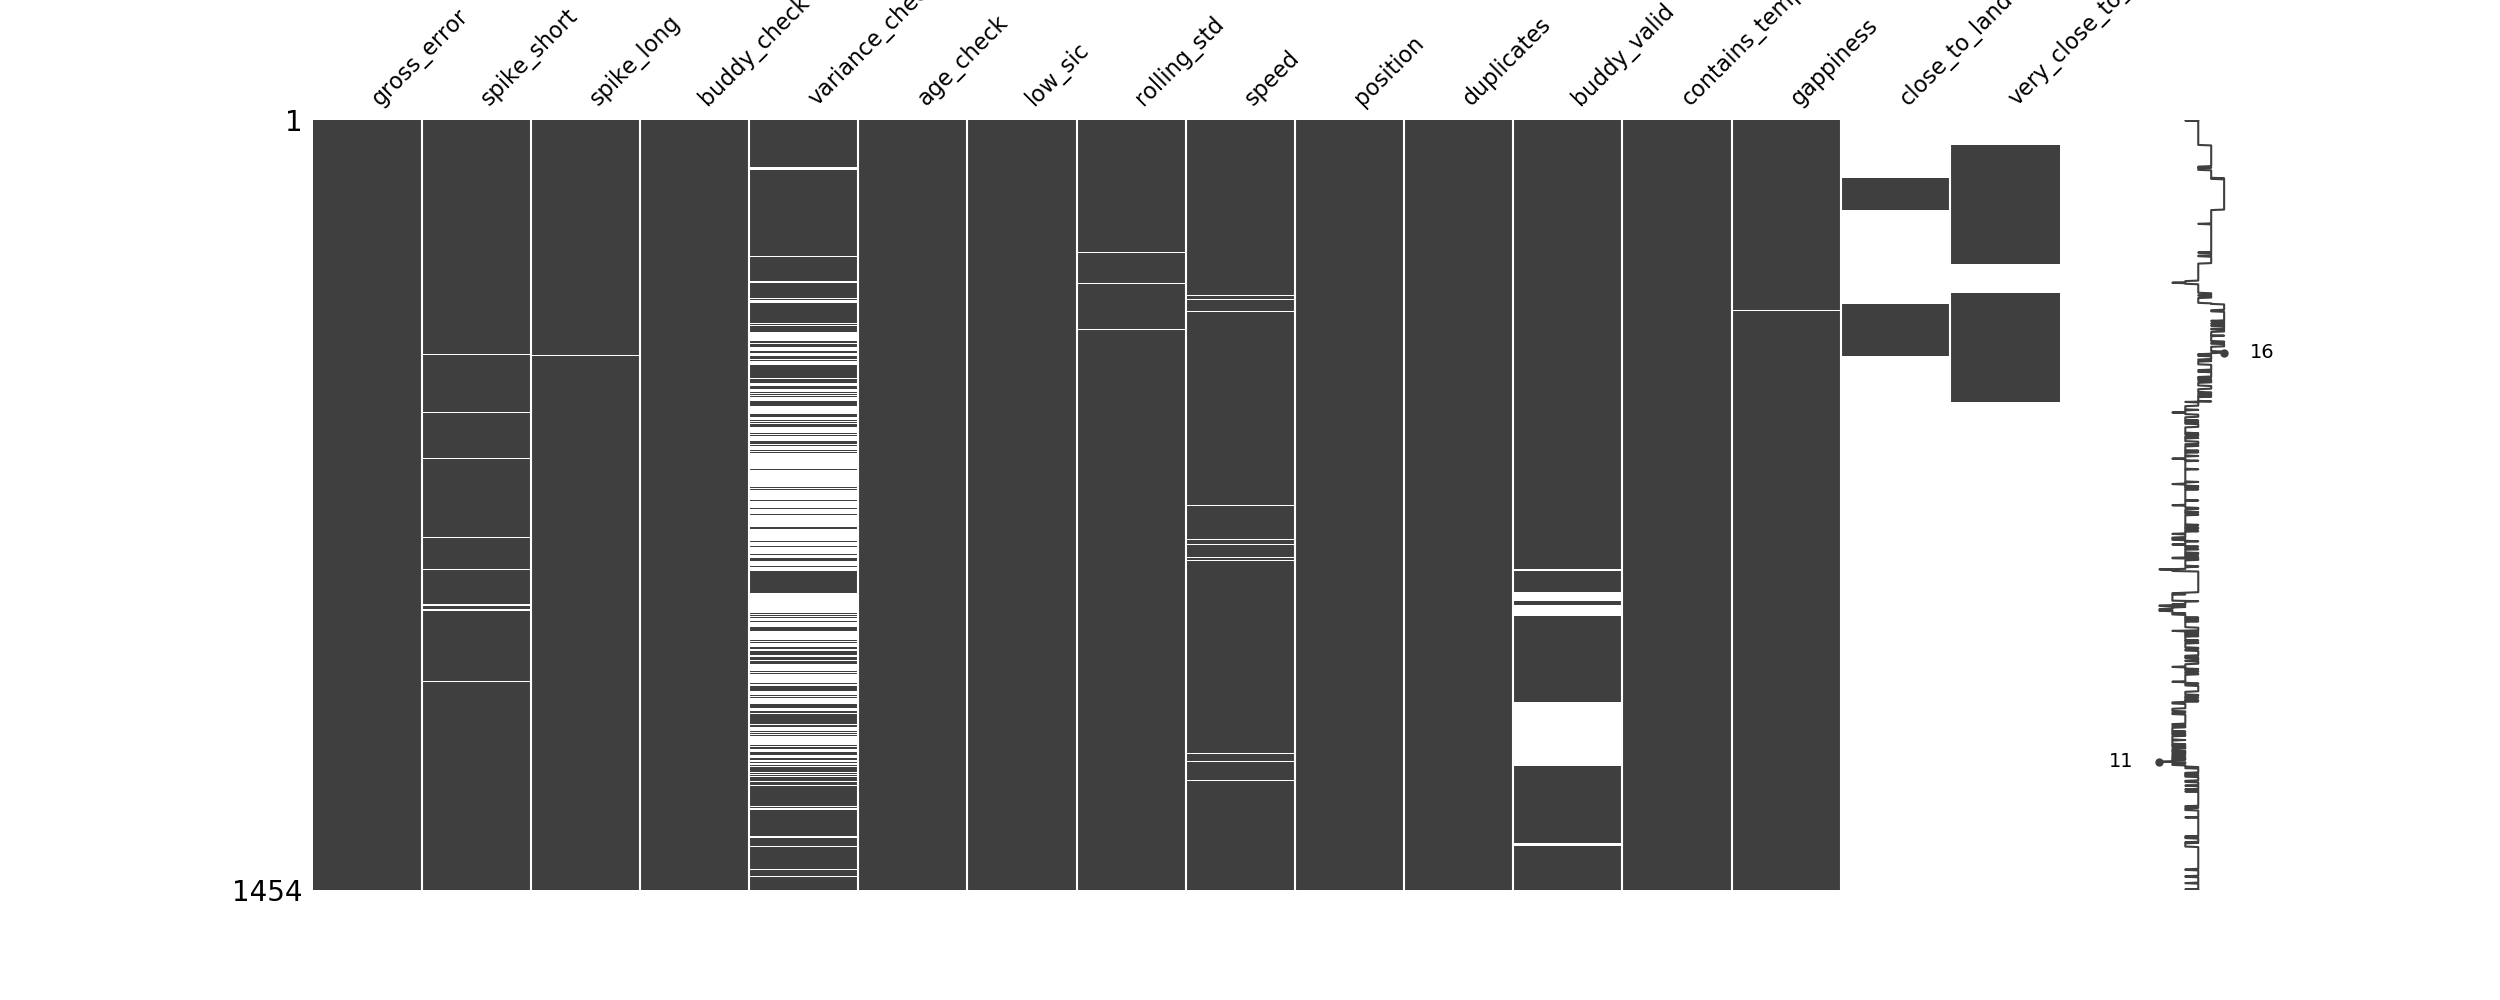 gross_error
spike_short
spike_long
buddy_check
variance_che
age_check
low_sic
rolling_std
speed
position
duplicates
buddy_valid
contains_temp
gappiness
close_to_land
very_close_to_
1
16
11
1454